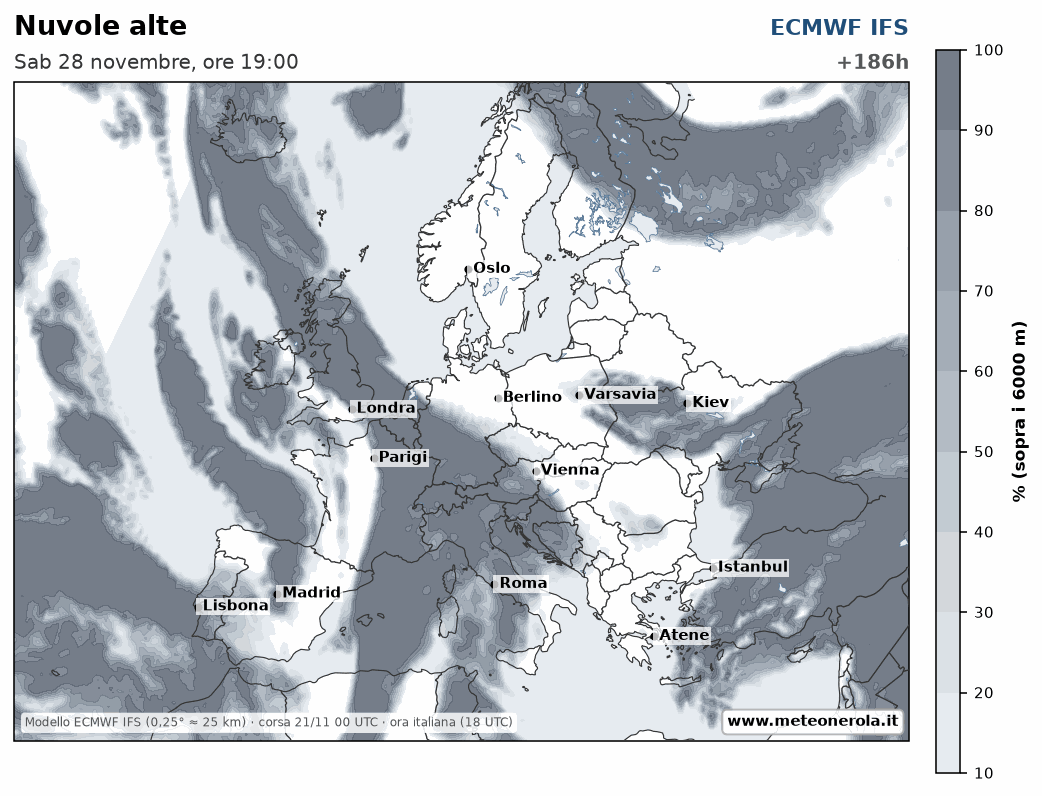 Nuvole alte
ECMWF IFS
Sab 28 novembre, ore 19:00
+186h
Oslo
Londra
Berlino
Varsavia
Kiev
Parigi
Vienna
Istanbul
Roma
Madrid
Lisbona
Atene
Modello ECMWF IFS (0,25° ≈ 25 km) · corsa 21/11 00 UTC · ora italiana (18 UTC)
www.meteonerola.it
100
90
80
70
60
50
40
30
20
10
% (sopra i 6000 m)